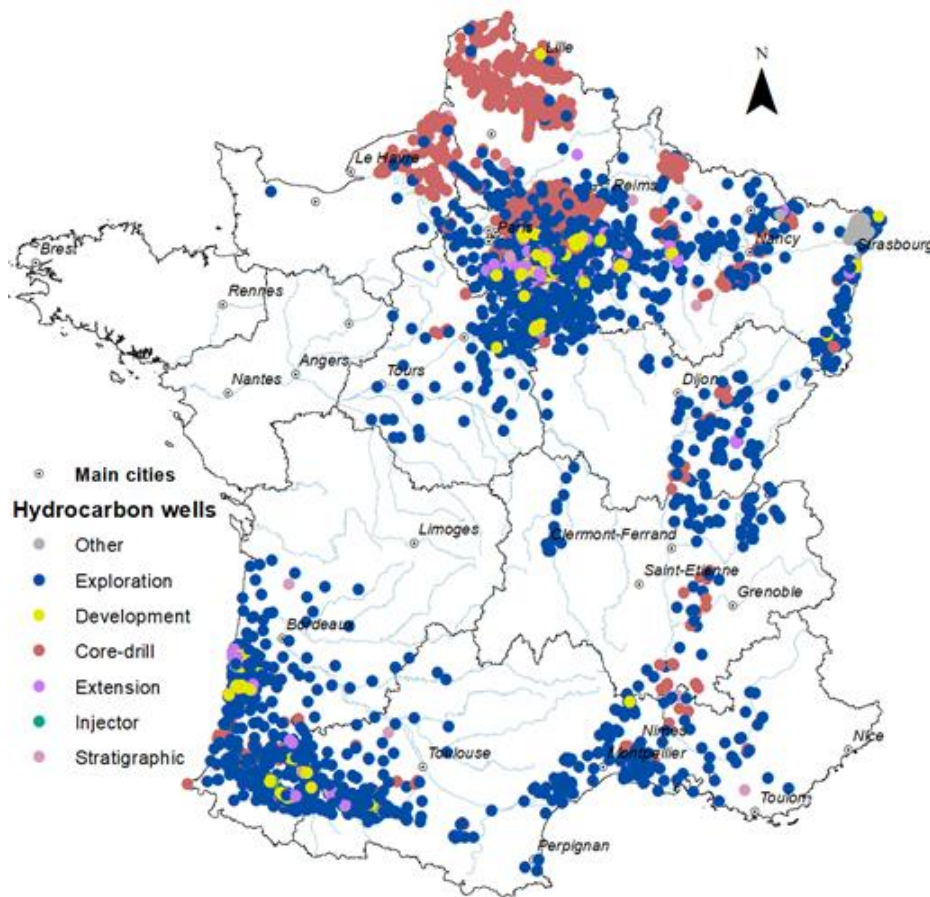 Lille
N
Le Havre
Reims
Paris
Nancy
Strasbourg
Brest
Rennes
Angers
Nantes
Tours
Dijon
Main cities
Hydrocarbon wells
Other
Exploration
Development
Core-drill
Extension
Injector
Stratigraphic
Limoges
Clermont-Ferrand
Saint-Etienne
Grenoble
Bordeaux
Nimes
Montpellier
Toulouse
Nice
Toulon
Perpignan